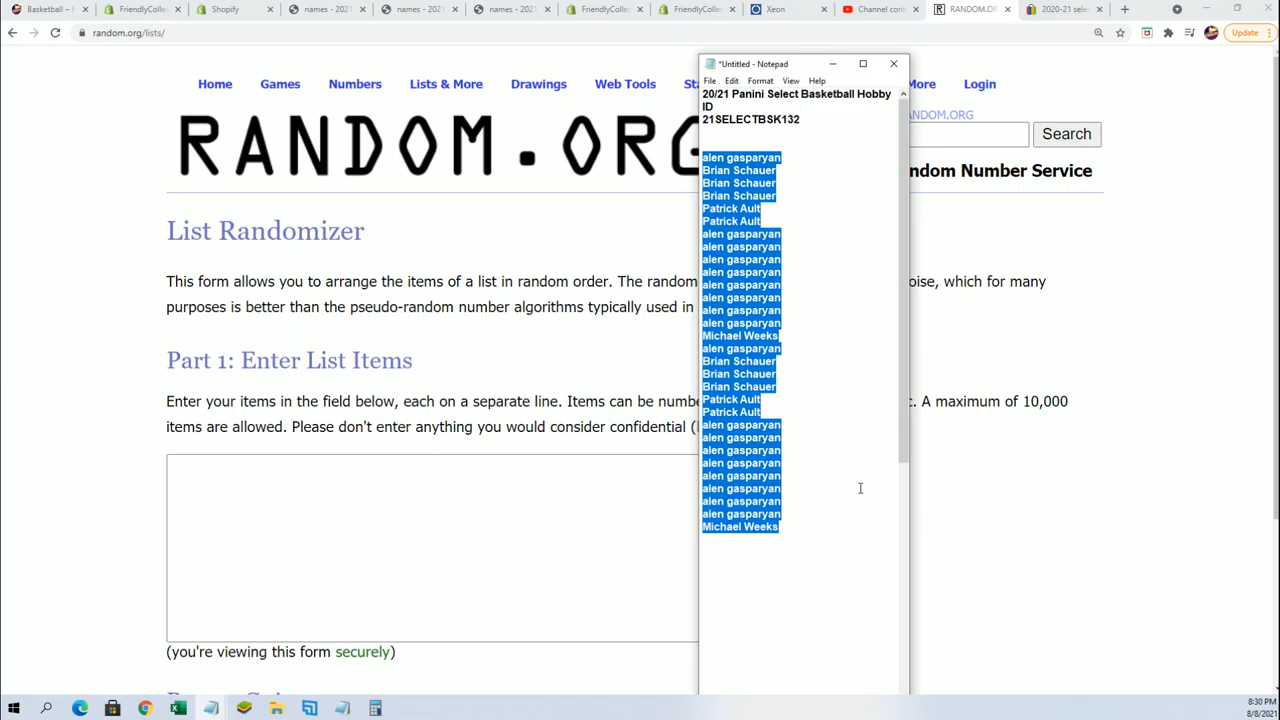 Basketball – F
FriendlyCollec
Shopify
names - 2021
names - 2021
names - 2021
FriendlyCollec
FriendlyCollec
Xeon
Channel cont
RANDOM.ORG
2020-21 sele
random.org/lists/
Update
Home
Games
Numbers
Lists & More
Drawings
Web Tools
More
Login
RANDOM.ORG
Search
List Randomizer
This form allows you to arrange the items of a list in random order. The random
oise, which for many
purposes is better than the pseudo-random number algorithms typically used in
Part 1: Enter List Items
Enter your items in the field below, each on a separate line. Items can be numb
c. A maximum of 10,000
items are allowed. Please don't enter anything you would consider confidential (
(you're viewing this form securely)
*Untitled - Notepad
File
Edit
Format
View
Help
20/21 Panini Select Basketball Hobby
ID
21SELECTBSK132
alen gasparyan
Brian Schauer
Brian Schauer
Brian Schauer
Patrick Ault
Patrick Ault
alen gasparyan
alen gasparyan
alen gasparyan
alen gasparyan
alen gasparyan
alen gasparyan
alen gasparyan
alen gasparyan
Michael Weeks
alen gasparyan
Brian Schauer
Brian Schauer
Brian Schauer
Patrick Ault
Patrick Ault
alen gasparyan
alen gasparyan
alen gasparyan
alen gasparyan
alen gasparyan
alen gasparyan
alen gasparyan
alen gasparyan
Michael Weeks
ndom Number Service
8:30 PM
8/8/2021